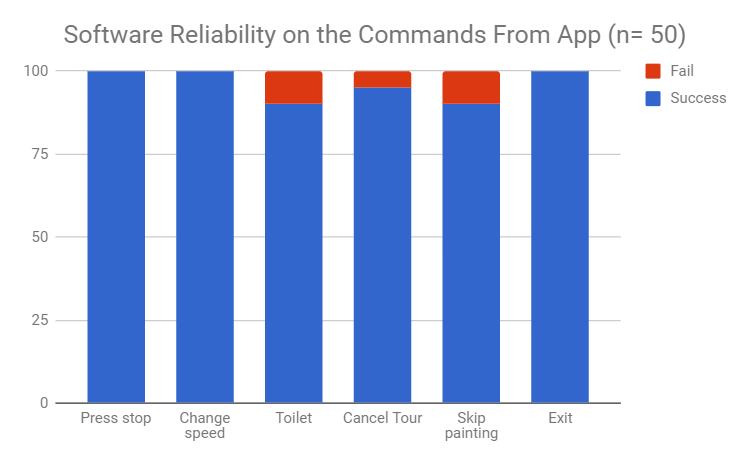 Software Reliability on the Commands From App (n= 50)
Fail
Success
100
75
50
25
0
Press stop
Change
speed
Toilet
Cancel Tour
Skip
painting
Exit